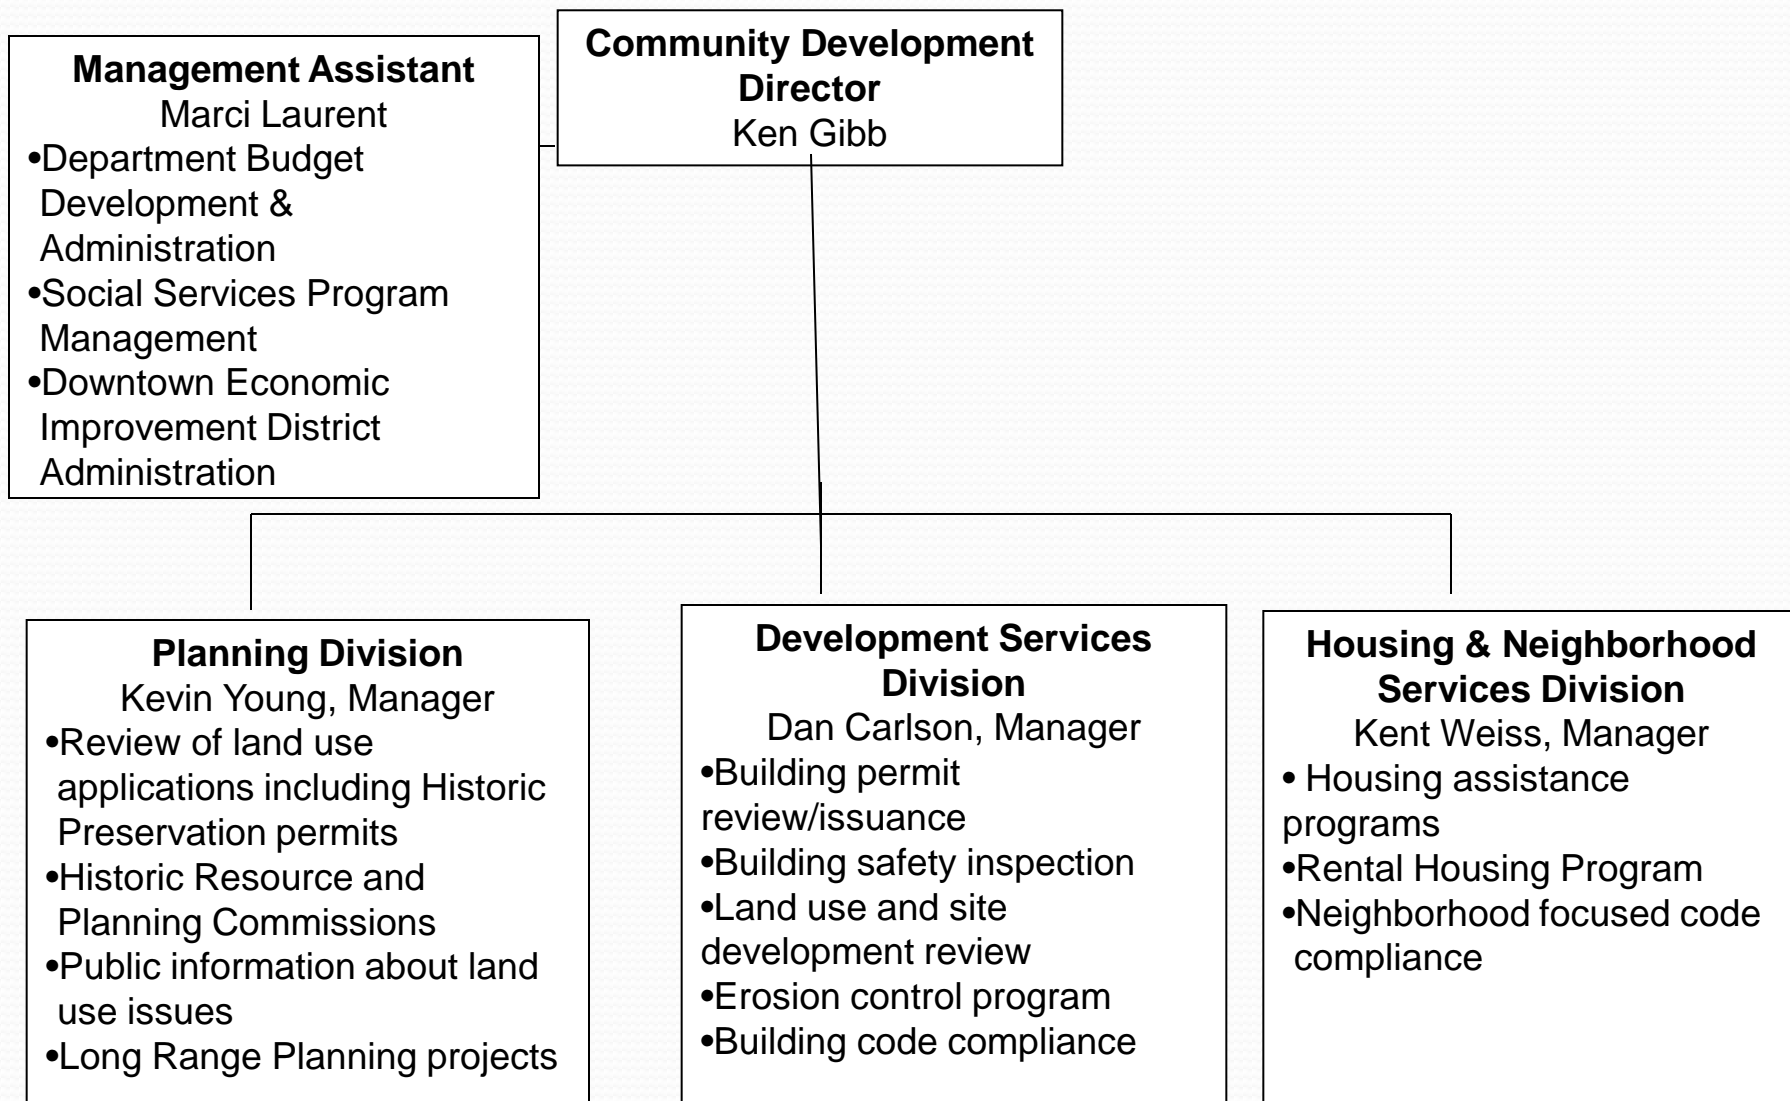 Community Development
Director
Ken Gibb
Management Assistant
Marci Laurent
•Department Budget
Development &
Administration
•Social Services Program
Management
•Downtown Economic
Improvement District
Administration
Planning Division
Kevin Young, Manager
•Review of land use
applications including Historic
Preservation permits
•Historic Resource and
Planning Commissions
•Public information about land
use issues
•Long Range Planning projects
Development Services
Division
Dan Carlson, Manager
•Building permit
review/issuance
•Building safety inspection
•Land use and site
development review
•Erosion control program
•Building code compliance
Housing & Neighborhood
Services Division
Kent Weiss, Manager
• Housing assistance
programs
•Rental Housing Program
•Neighborhood focused code
compliance